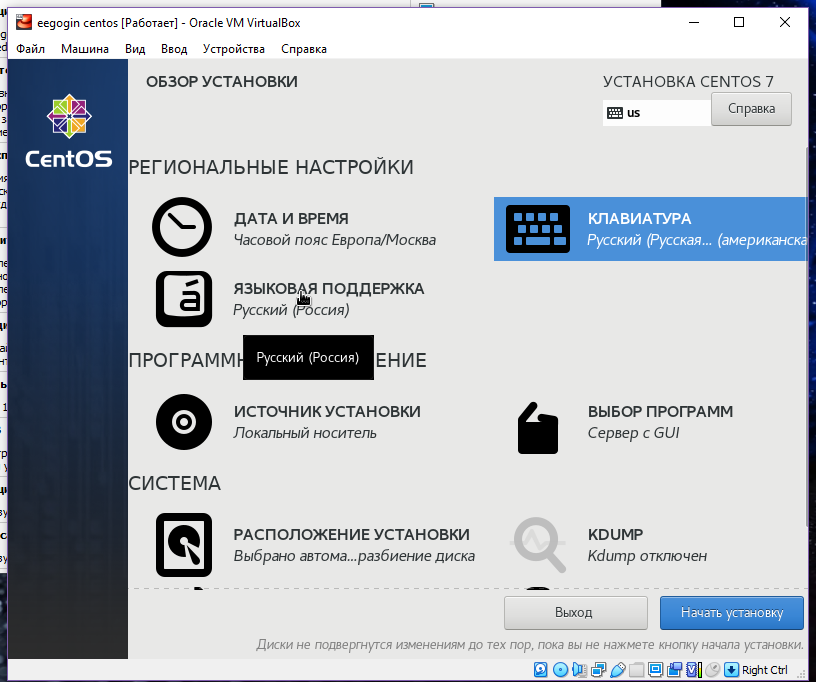 eegogin centos [Работает] - Oracle VM VirtualBox
Файл Машина Вид Ввод Устройства Справка
ОБЗОР УСТАНОВКИ
УСТАНОВКА CENTOS 7
us
Справка
CentOS
РЕГИОНАЛЬНЫЕ НАСТРОЙКИ
ДАТА И ВРЕМЯ
Часовой пояс Европа/Москва
КЛАВИАТУРА
Русский (Русская... (американска
ЯЗЫКОВАЯ ПОДДЕРЖКА
Русский (Россия)
Русский (Россия)
ИСТОЧНИК УСТАНОВКИ
Локальный носитель
ВЫБОР ПРОГРАММ
Сервер с GUI
СИСТЕМА
РАСПОЛОЖЕНИЕ УСТАНОВКИ
Выбрано автома...разбиение диска
KDUMP
Kdump отключен
Выход
Начать установку
Диски не подвергнутся изменениям до тех пор, пока вы не нажмете кнопку начала установки.
Right Ctrl